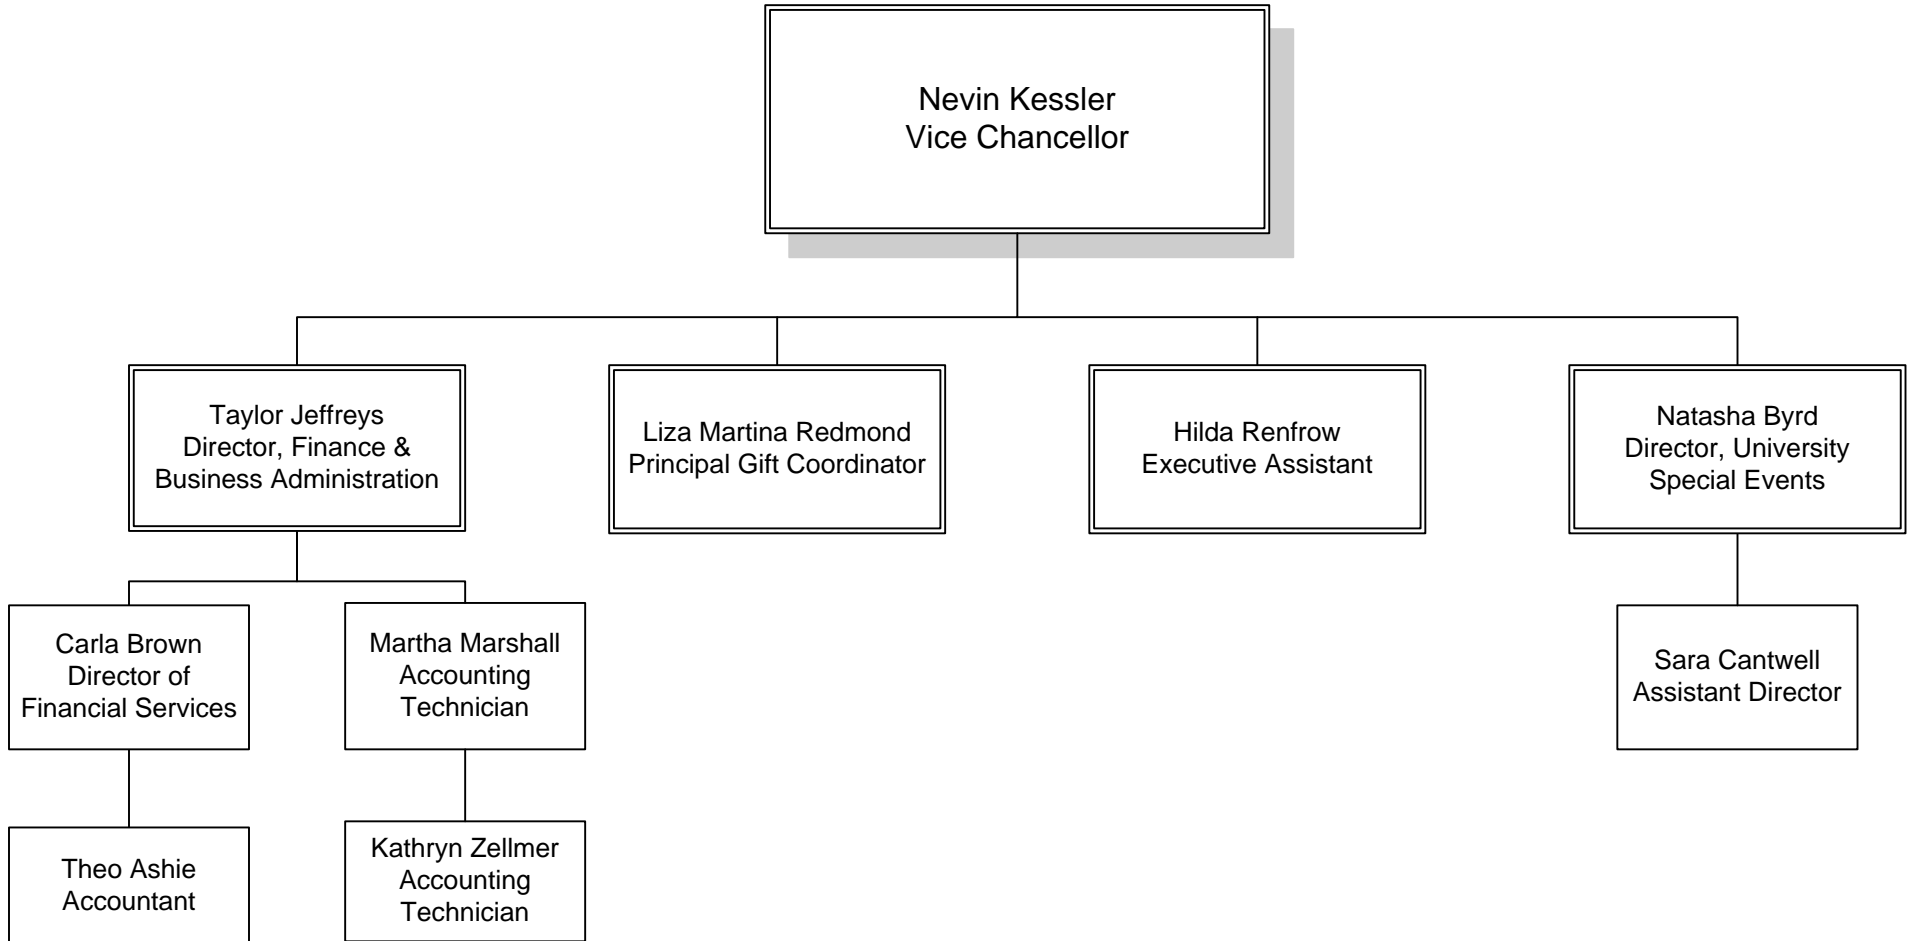 Nevin Kessler
Vice Chancellor
Taylor Jeffreys
Director, Finance &
Business Administration
Liza Martina Redmond
Principal Gift Coordinator
Hilda Renfrow
Executive Assistant
Natasha Byrd
Director, University
Special Events
Carla Brown
Director of
Financial Services
Martha Marshall
Accounting
Technician
Sara Cantwell
Assistant Director
Theo Ashie
Accountant
Kathryn Zellmer
Accounting
Technician